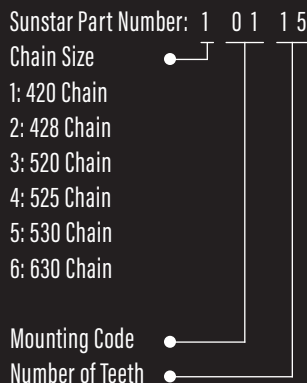 Sunstar Part Number: 1 01 15
Chain Size
1: 420 Chain
2: 428 Chain
3: 520 Chain
4: 525 Chain
5: 530 Chain
6: 630 Chain
Mounting Code
Number of Teeth